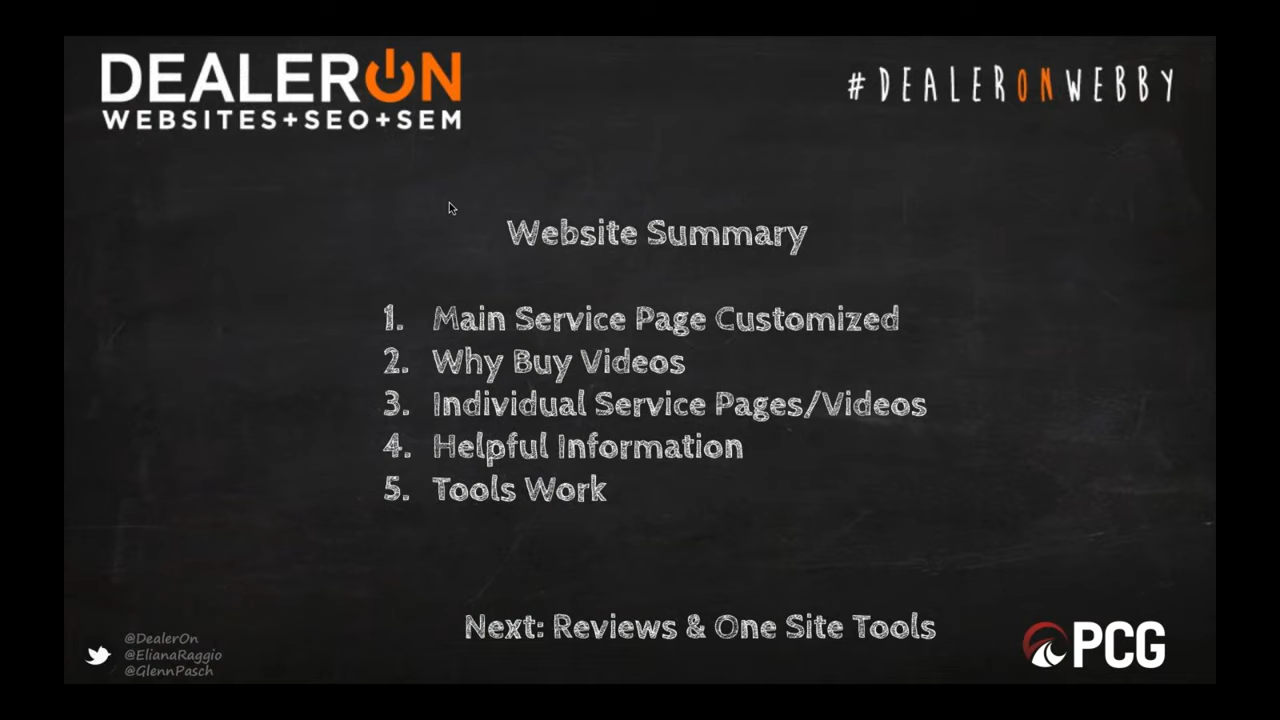 DEALERON
WEBSITES+SEO+SEM
#DEALERONWEBBY
Website Summary
1. Main Service Page Customized
2. Why Buy Videos
3. Individual Service Pages/Videos
4. Helpful Information
5. Tools Work
Next: Reviews & One Site Tools
@DealerOn
@ElianaRaggio
@GlennPasch
PCG